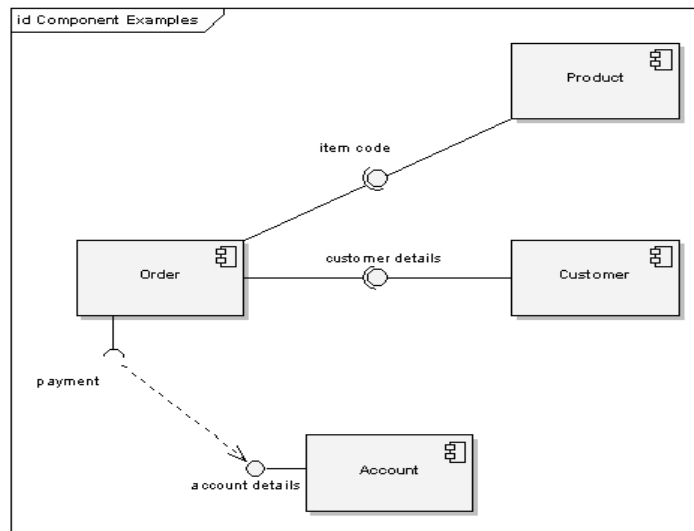 id Component Examples
Product
item code
customer details
Order
Customer
payment
Account
account details